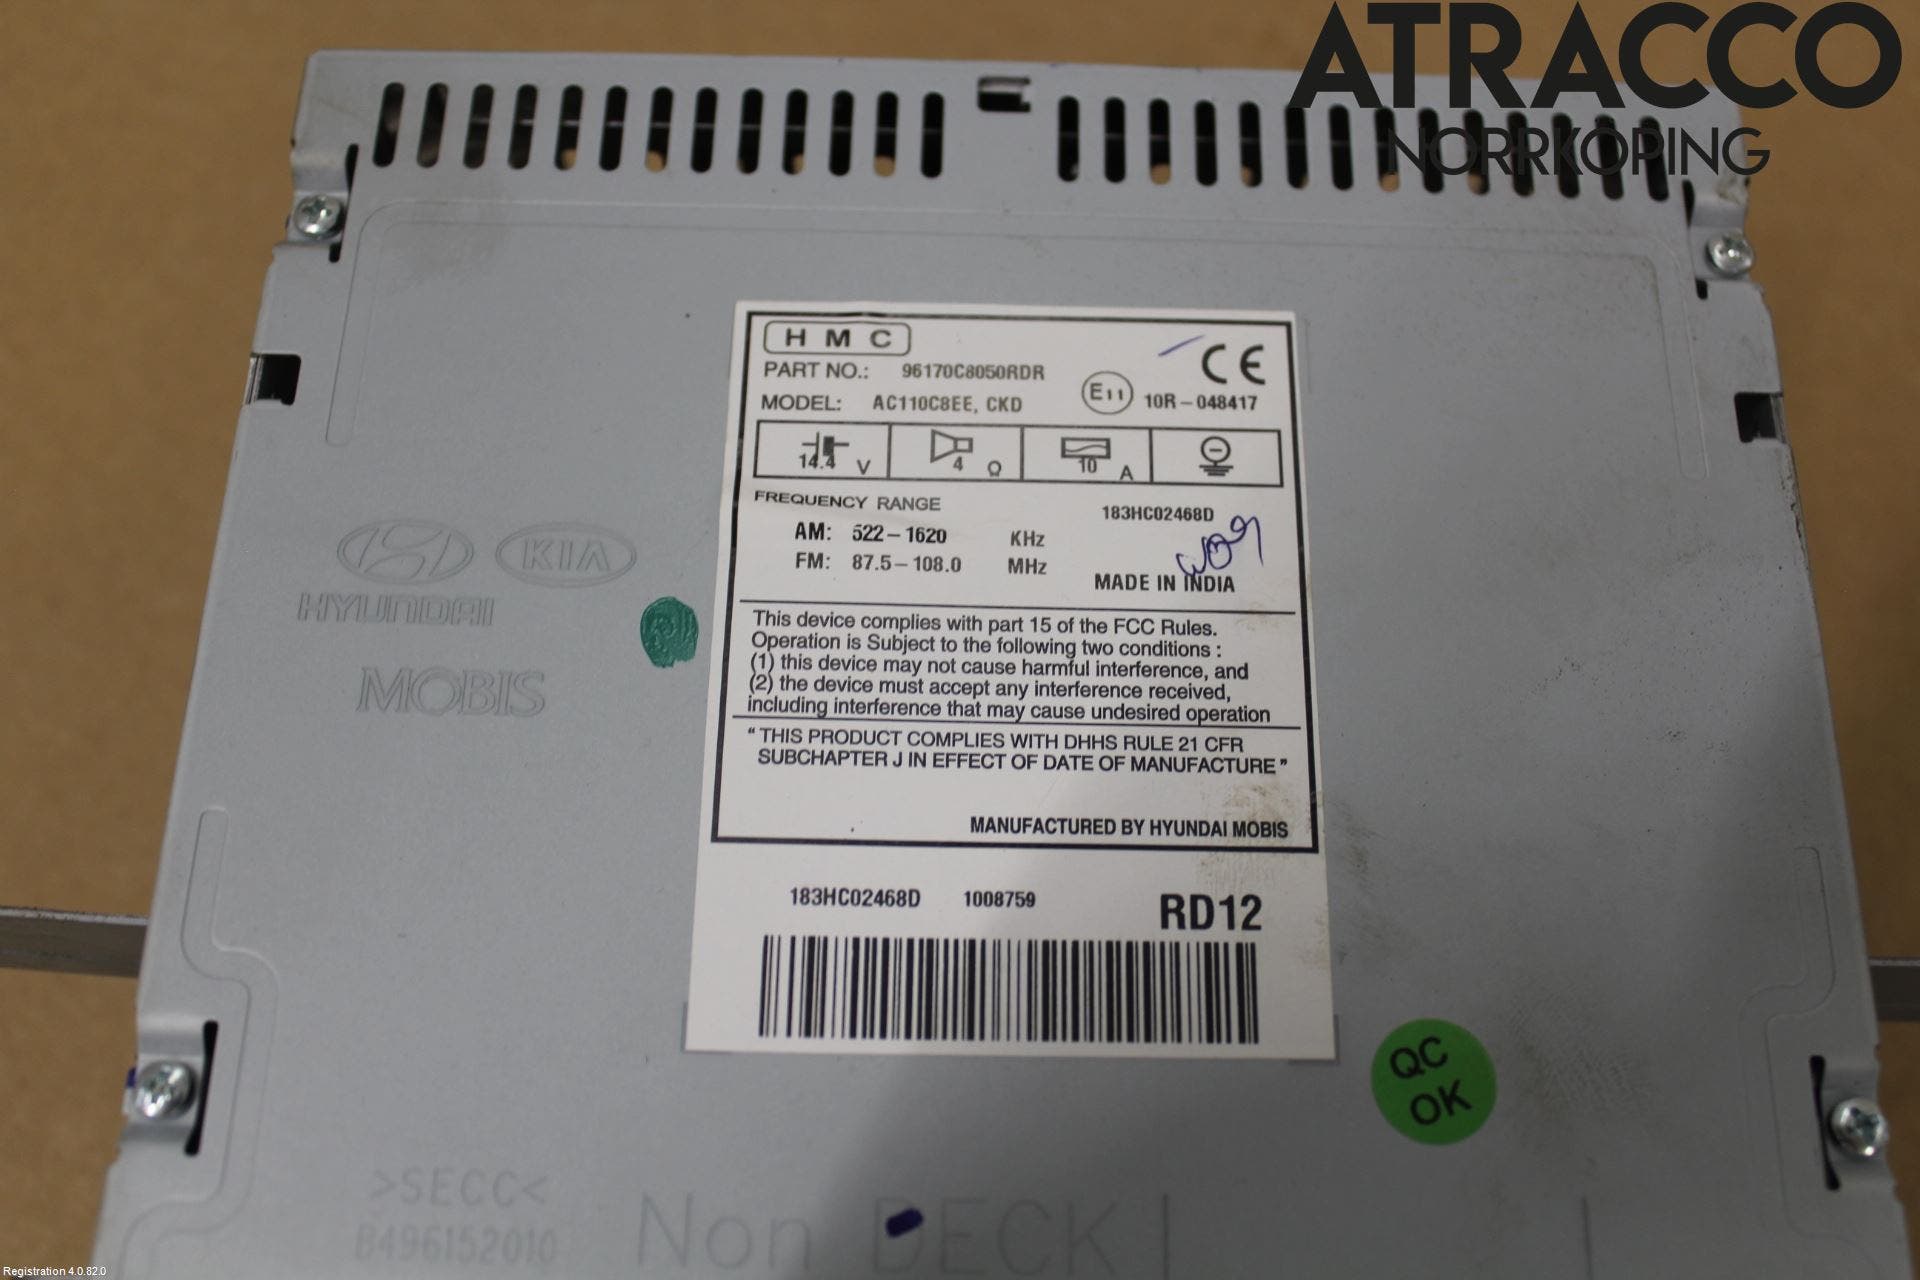 ATRACCO
NORRKOPING
HMC
CE
PART NO.: 96170C8050RDR
MODEL: AC110C8EE, CKD
E11 10R-048417
14.4 V
4 Ω
10 A
FREQUENCY RANGE
183HC02468D
AM: 522-1620 KHz
FM: 87.5-108.0 MHz
MADE IN INDIA
This device complies with part 15 of the FCC Rules.
Operation is Subject to the following two conditions :
(1) this device may not cause harmful interference, and
(2) the device must accept any interference received,
including interference that may cause undesired operation
“THIS PRODUCT COMPLIES WITH DHHS RULE 21 CFR
SUBCHAPTER J IN EFFECT OF DATE OF MANUFACTURE”
MANUFACTURED BY HYUNDAI MOBIS
183HC02468D 1008759 RD12
KIA
HYUNDAI
MOBIS
QC
OK
>SECC<
B496152010
Non DECK
Registration 4.0.82.0